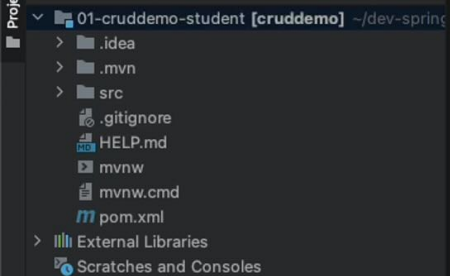 Proje
01-cruddemo-student [cruddemo] ~/dev-spring
.idea
.mvn
src
.gitignore
HELP.md
mvnw
mvnw.cmd
pom.xml
External Libraries
Scratches and Consoles